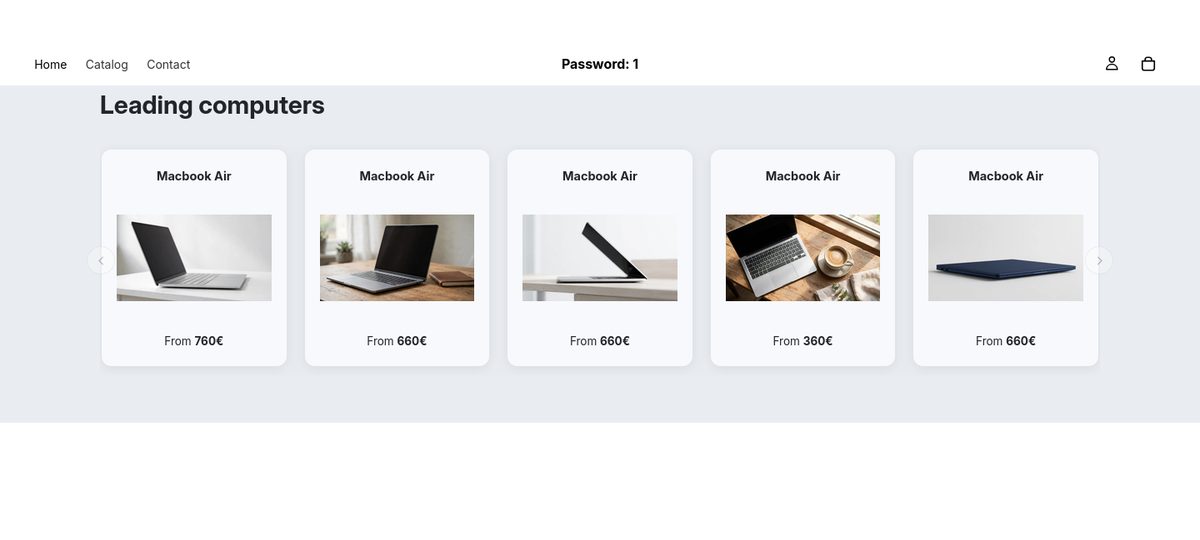 Home Catalog Contact Password: 1
Leading computers
Macbook Air Macbook Air Macbook Air Macbook Air Macbook Air
From 760€ From 660€ From 660€ From 360€ From 660€